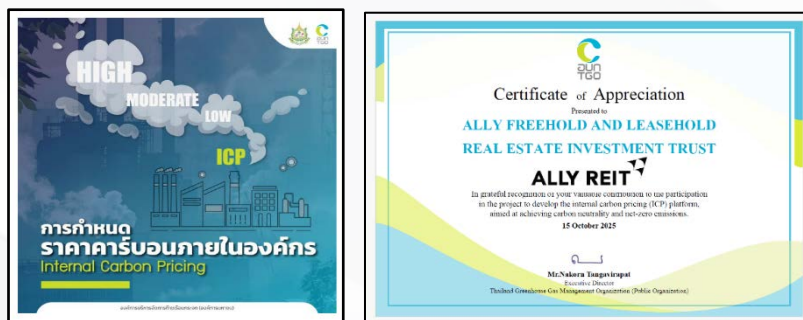 HIGH
MODERATE
LOW
ICP
การกำหนด
ราคาคาร์บอนภายในองค์กร
Internal Carbon Pricing
อบก
TGO
Certificate of Appreciation
Presented to
ALLY FREEHOLD AND LEASEHOLD
REAL ESTATE INVESTMENT TRUST
ALLY REIT
In grateful recognition of your valuable contribution to the participation
in the project to develop the internal carbon pricing (ICP) platform,
aimed at achieving carbon neutrality and net-zero emissions.
15 October 2025
Executive Director
Thailand Greenhouse Gas Management Organization (Public Organization)